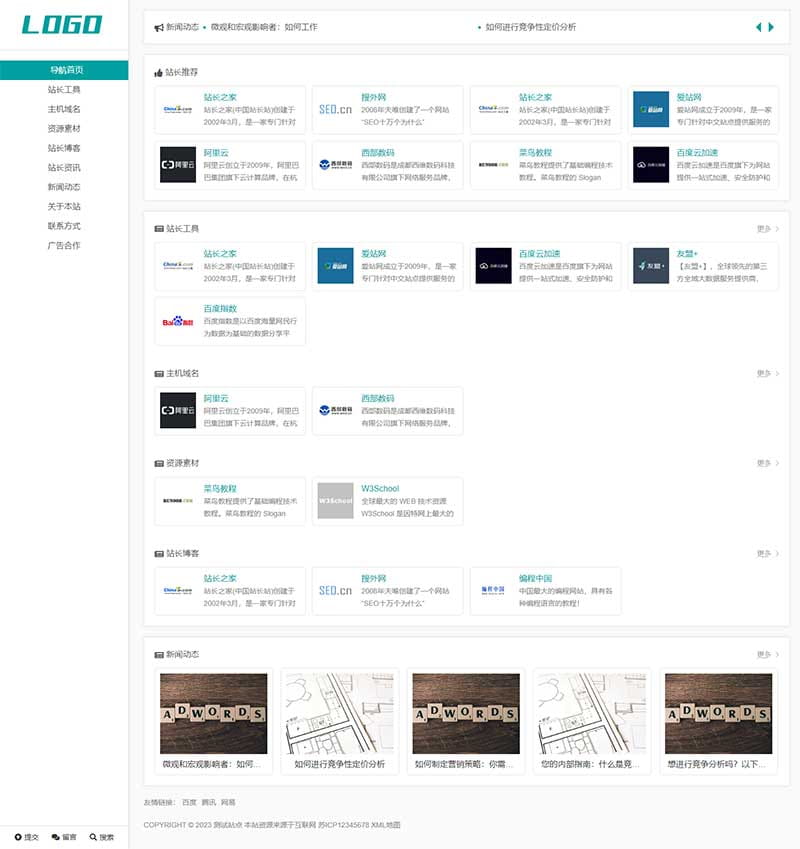 LOGO
导航首页
站长工具
主机域名
资源素材
站长博客
站长资讯
新闻动态
关于本站
联系方式
广告合作
提交 留言 搜索
新闻动态 • 微观和宏观影响者：如何工作 • 如何进行竞争性定价分析
站长推荐
站长之家
站长之家(中国站长站)创建于
2002年3月，是一家专门针对
SEO.cn
搜外网
2008年夫唯创建了一个网站
"SEO十万个为什么"
站长之家
站长之家(中国站长站)创建于
2002年3月，是一家专门针对
爱站网
爱站网成立于2009年，是一家
专门针对中文站点提供服务的
阿里云
阿里云
阿里云创立于2009年，阿里巴
巴集团旗下云计算品牌，在杭
西部数码
西部数码
西部数码是成都西维数码科技
有限公司旗下网络服务品牌，
菜鸟教程
菜鸟教程提供了基础编程技术
教程。菜鸟教程的 Slogan
百度云加速
百度云加速是百度旗下为网站
提供一站式加速、安全防护和
站长工具
更多
站长之家
站长之家(中国站长站)创建于
2002年3月，是一家专门针对
爱站网
爱站网成立于2009年，是一家
专门针对中文站点提供服务的
百度云加速
百度云加速是百度旗下为网站
提供一站式加速、安全防护和
友盟+
友盟+
【友盟+】，全球领先的第三
方全域大数据服务提供商，
Bai 指数
百度指数
百度指数是以百度海量网民行
为数据为基础的数据分享平
主机域名
更多
阿里云
阿里云
阿里云创立于2009年，阿里巴
巴集团旗下云计算品牌，在杭
西部数码
西部数码
西部数码是成都西维数码科技
有限公司旗下网络服务品牌，
资源素材
更多
菜鸟教程
菜鸟教程提供了基础编程技术
教程。菜鸟教程的 Slogan
W3School
W3School
全球最大的 WEB 技术资源
W3School 是因特网上最大的
站长博客
更多
站长之家
站长之家(中国站长站)创建于
2002年3月，是一家专门针对
SEO.cn
搜外网
2008年夫唯创建了一个网站
"SEO十万个为什么"
编程中国
编程中国
中国最大的编程网站，具有各
种编程语言的教程！
新闻动态
更多
ADWORDS
微观和宏观影响者：如何...
如何进行竞争性定价分析
ADWORDS
如何制定营销策略：你需...
您的内部指南：什么是竞...
ADWORDS
想进行竞争分析吗？以下...
友情链接： 百度 腾讯 网易
COPYRIGHT © 2023 测试站点 本站资源来源于互联网 苏ICP12345678 XML地图